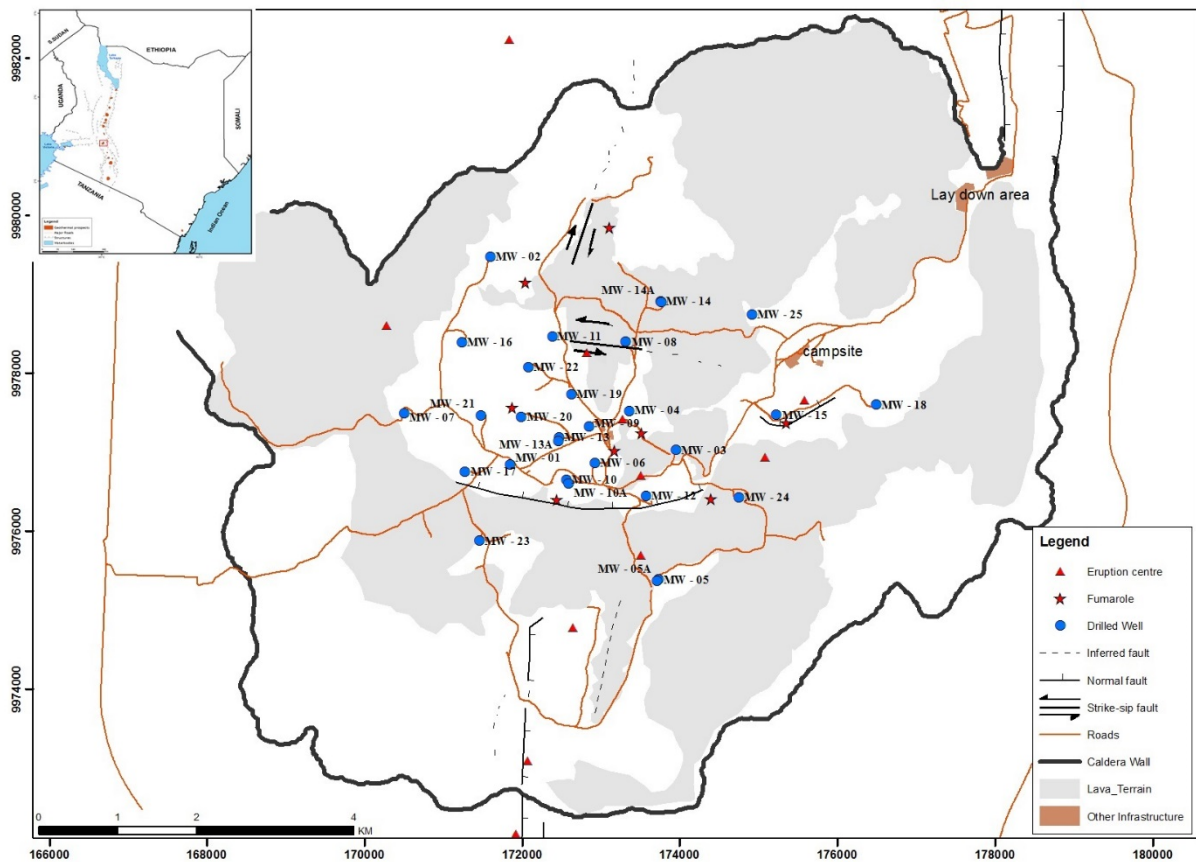 S.SUDAN
ETHIOPIA
UGANDA
SOMALI
TANZANIA
Indian Ocean
Legend
9982000
9980000
9978000
9976000
9974000
Lay down area
MW - 02
MW - 14A
MW - 14
MW - 25
MW - 11
MW - 16
MW - 08
campsite
MW - 22
MW - 19
MW - 21
MW - 04
MW - 18
MW - 07
MW - 20
MW - 15
MW - 09
MW - 13
MW - 13A
MW - 03
MW - 01
MW - 06
MW - 17
MW - 10
MW - 10A
MW - 12
MW - 24
MW - 23
MW - 05A
MW - 05
Legend
Eruption centre
Fumarole
Drilled Well
Inferred fault
Normal fault
Strike-sip fault
Roads
Caldera Wall
Lava_Terrain
Other Infrastructure
0 1 2 4
KM
166000 168000 170000 172000 174000 176000 178000 180000